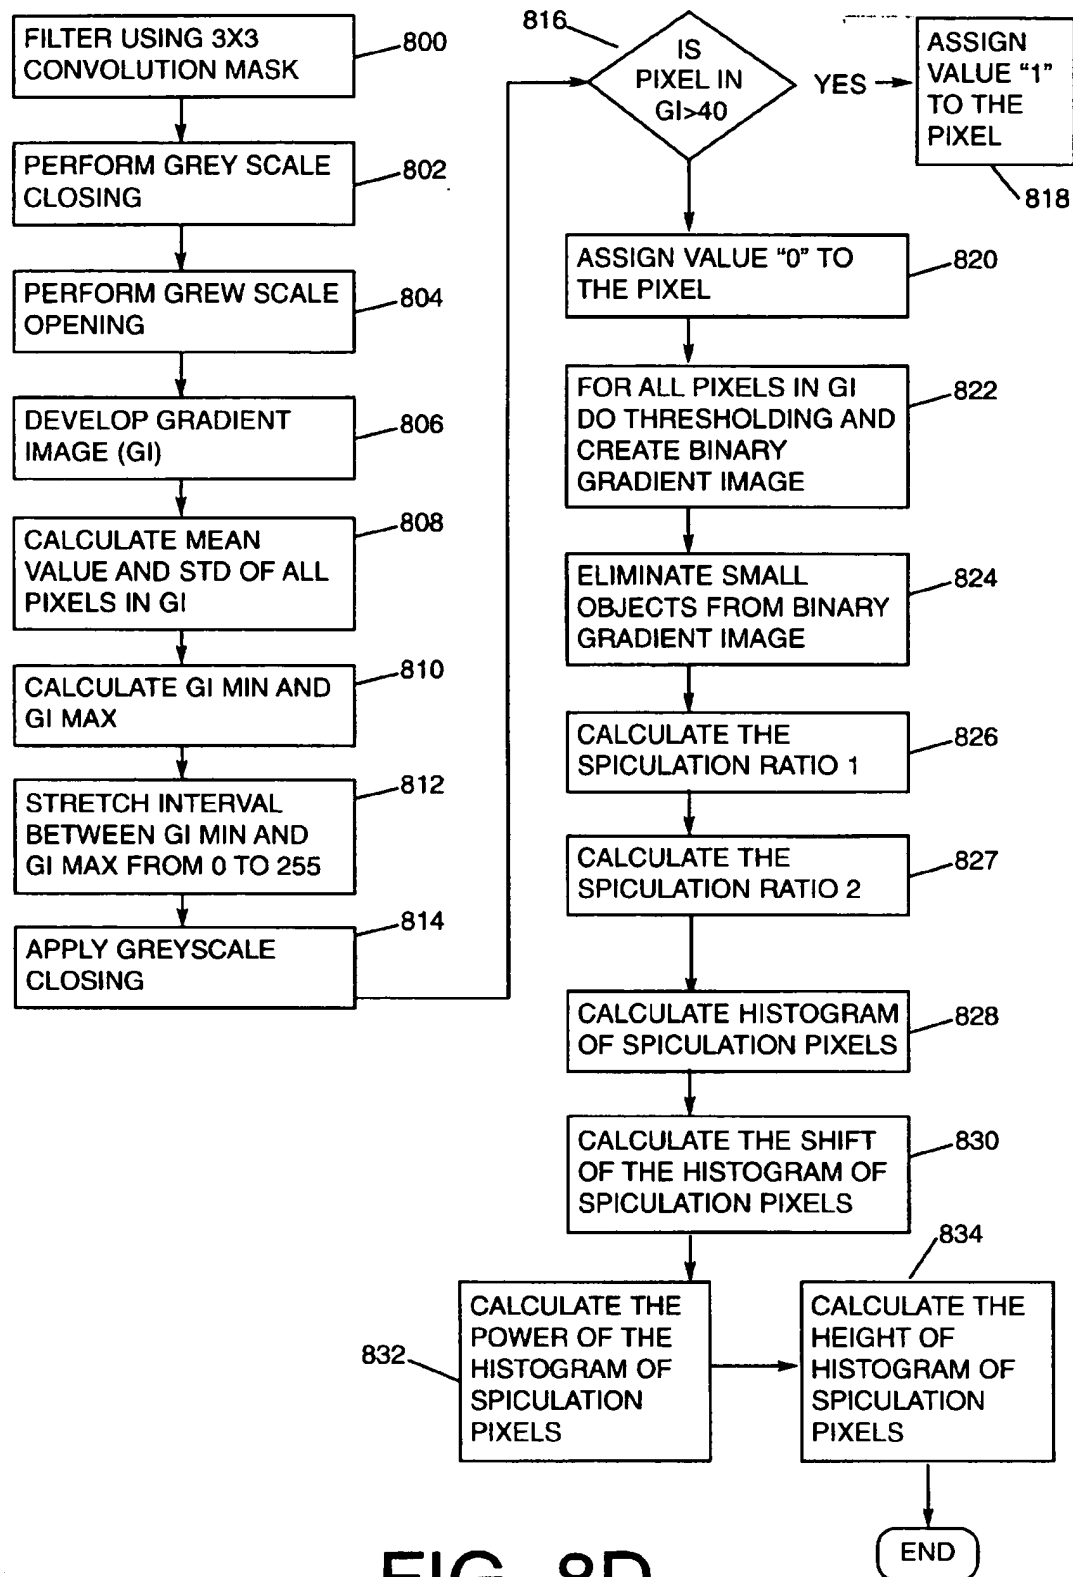 FILTER USING 3X3
CONVOLUTION MASK
800
PERFORM GREY SCALE
CLOSING
802
PERFORM GREW SCALE
OPENING
804
DEVELOP GRADIENT
IMAGE (GI)
806
CALCULATE MEAN
VALUE AND STD OF ALL
PIXELS IN GI
808
CALCULATE GI MIN AND
GI MAX
810
STRETCH INTERVAL
BETWEEN GI MIN AND
GI MAX FROM 0 TO 255
812
APPLY GREYSCALE
CLOSING
814
816
IS
PIXEL IN
GI>40
YES
ASSIGN
VALUE "1"
TO THE
PIXEL
818
ASSIGN VALUE "0" TO
THE PIXEL
820
FOR ALL PIXELS IN GI
DO THRESHOLDING AND
CREATE BINARY
GRADIENT IMAGE
822
ELIMINATE SMALL
OBJECTS FROM BINARY
GRADIENT IMAGE
824
CALCULATE THE
SPICULATION RATIO 1
826
CALCULATE THE
SPICULATION RATIO 2
827
CALCULATE HISTOGRAM
OF SPICULATION PIXELS
828
CALCULATE THE SHIFT
OF THE HISTOGRAM OF
SPICULATION PIXELS
830
CALCULATE THE
POWER OF THE
HISTOGRAM OF
SPICULATION
PIXELS
832
CALCULATE THE
HEIGHT OF
HISTOGRAM OF
SPICULATION
PIXELS
834
END
FIG. 8D